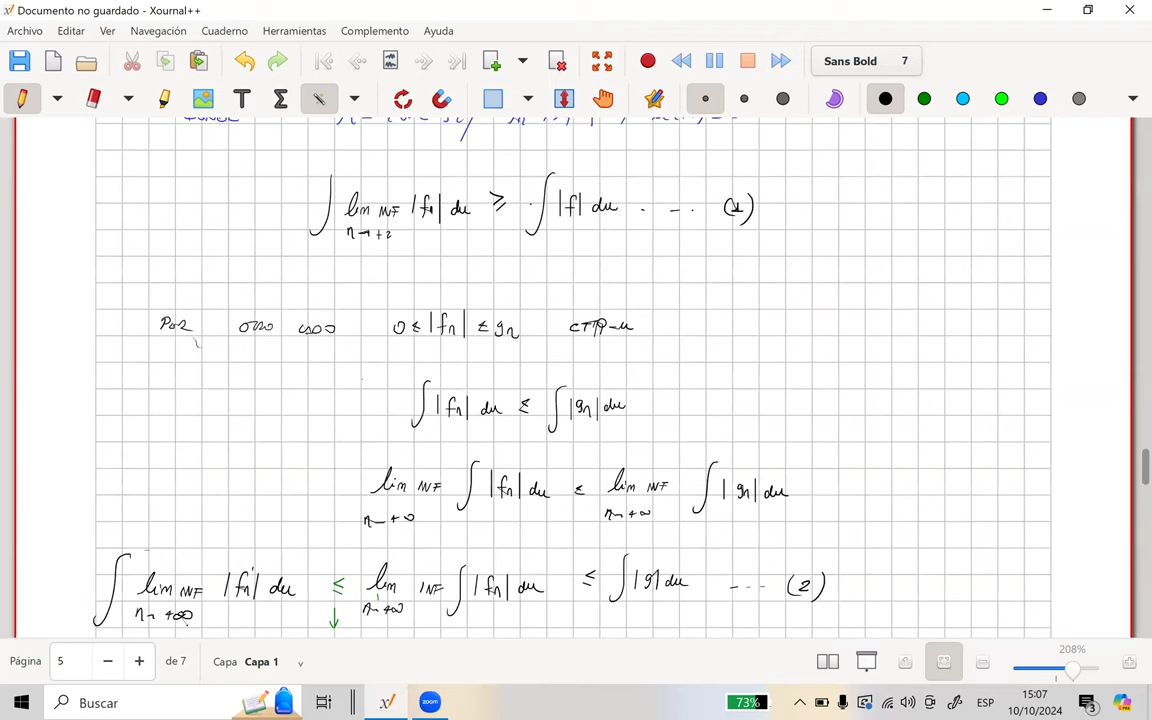 Documento no guardado - Xournal++
Archivo Editar Ver Navegación Cuaderno Herramientas Complemento Ayuda
Sans Bold 7
∫ lim INF |fn| du ≥ ∫ |f| du . -- . (1)
n→+∞
Por otro lado 0 ≤ |fn| ≤ gn CTP-u
∫ |fn| du ≤ ∫ |gn| du
lim INF ∫ |fn| du ≤ lim INF ∫ |gn| du
n→+∞ n→+∞
∫ lim INF |fn| du ≤ lim INF ∫ |fn| du ≤ ∫ |g| du --- (2)
n→+∞ n→+∞
Página 5 de 7 Capa Capa 1 208%
Buscar 73% ESP 15:07
10/10/2024 3